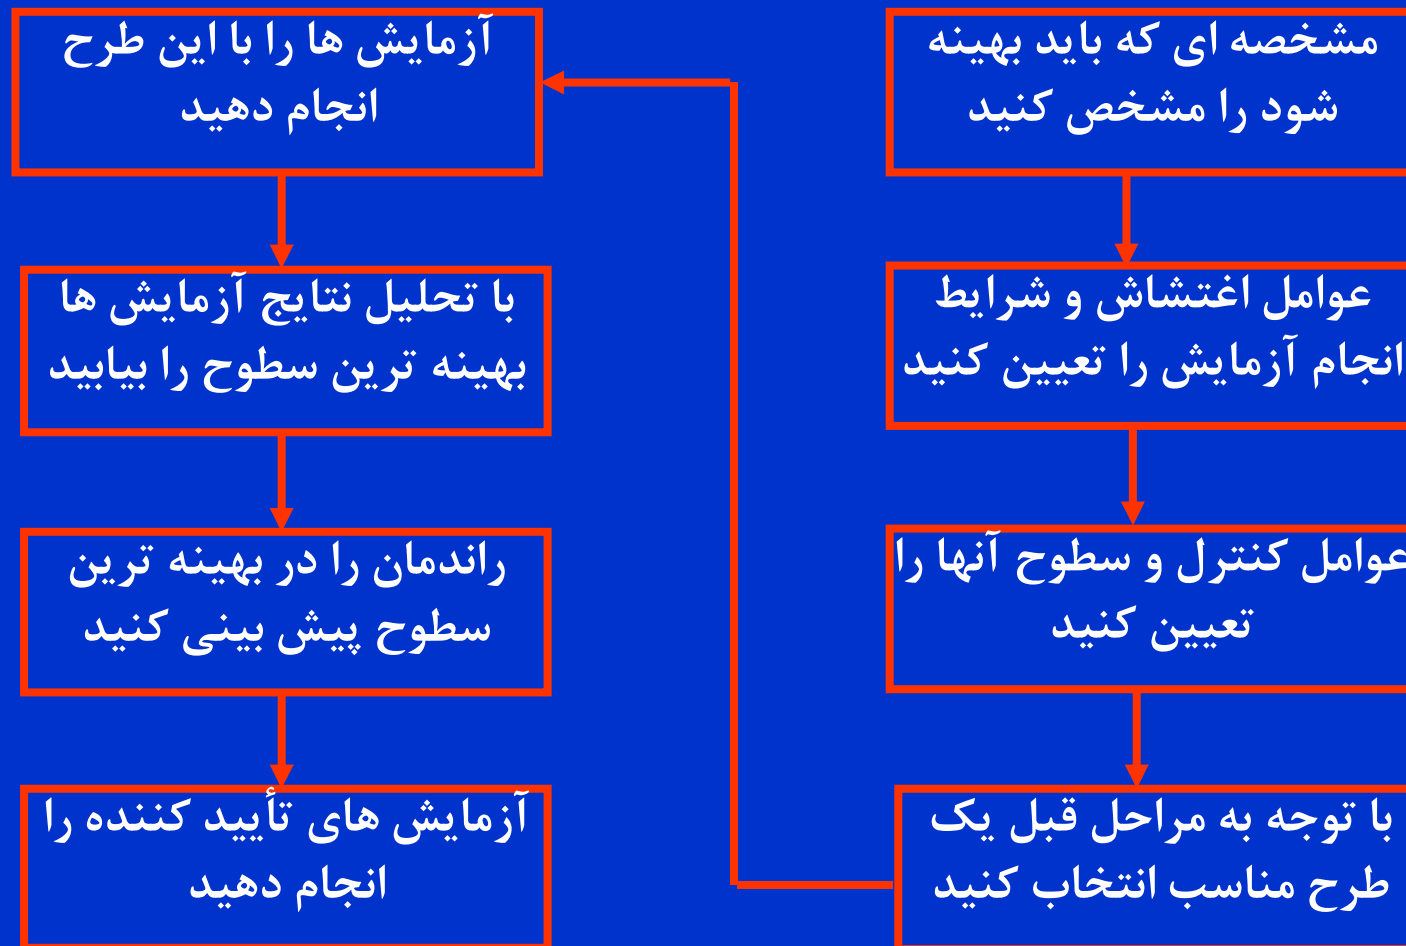 مشخصه ای که باید بهینه
شود را مشخص کنید
عوامل اغتشاش و شرایط
انجام آزمایش را تعیین کنید
عوامل کنترل و سطوح آنها را
تعیین کنید
با توجه به مراحل قبل یک
طرح مناسب انتخاب کنید
آزمایش ها را با این طرح
انجام دهید
با تحلیل نتایج آزمایش ها
بهینه ترین سطوح را بیابید
راندمان را در بهینه ترین
سطوح پیش بینی کنید
آزمایش های تأیید کننده را
انجام دهید